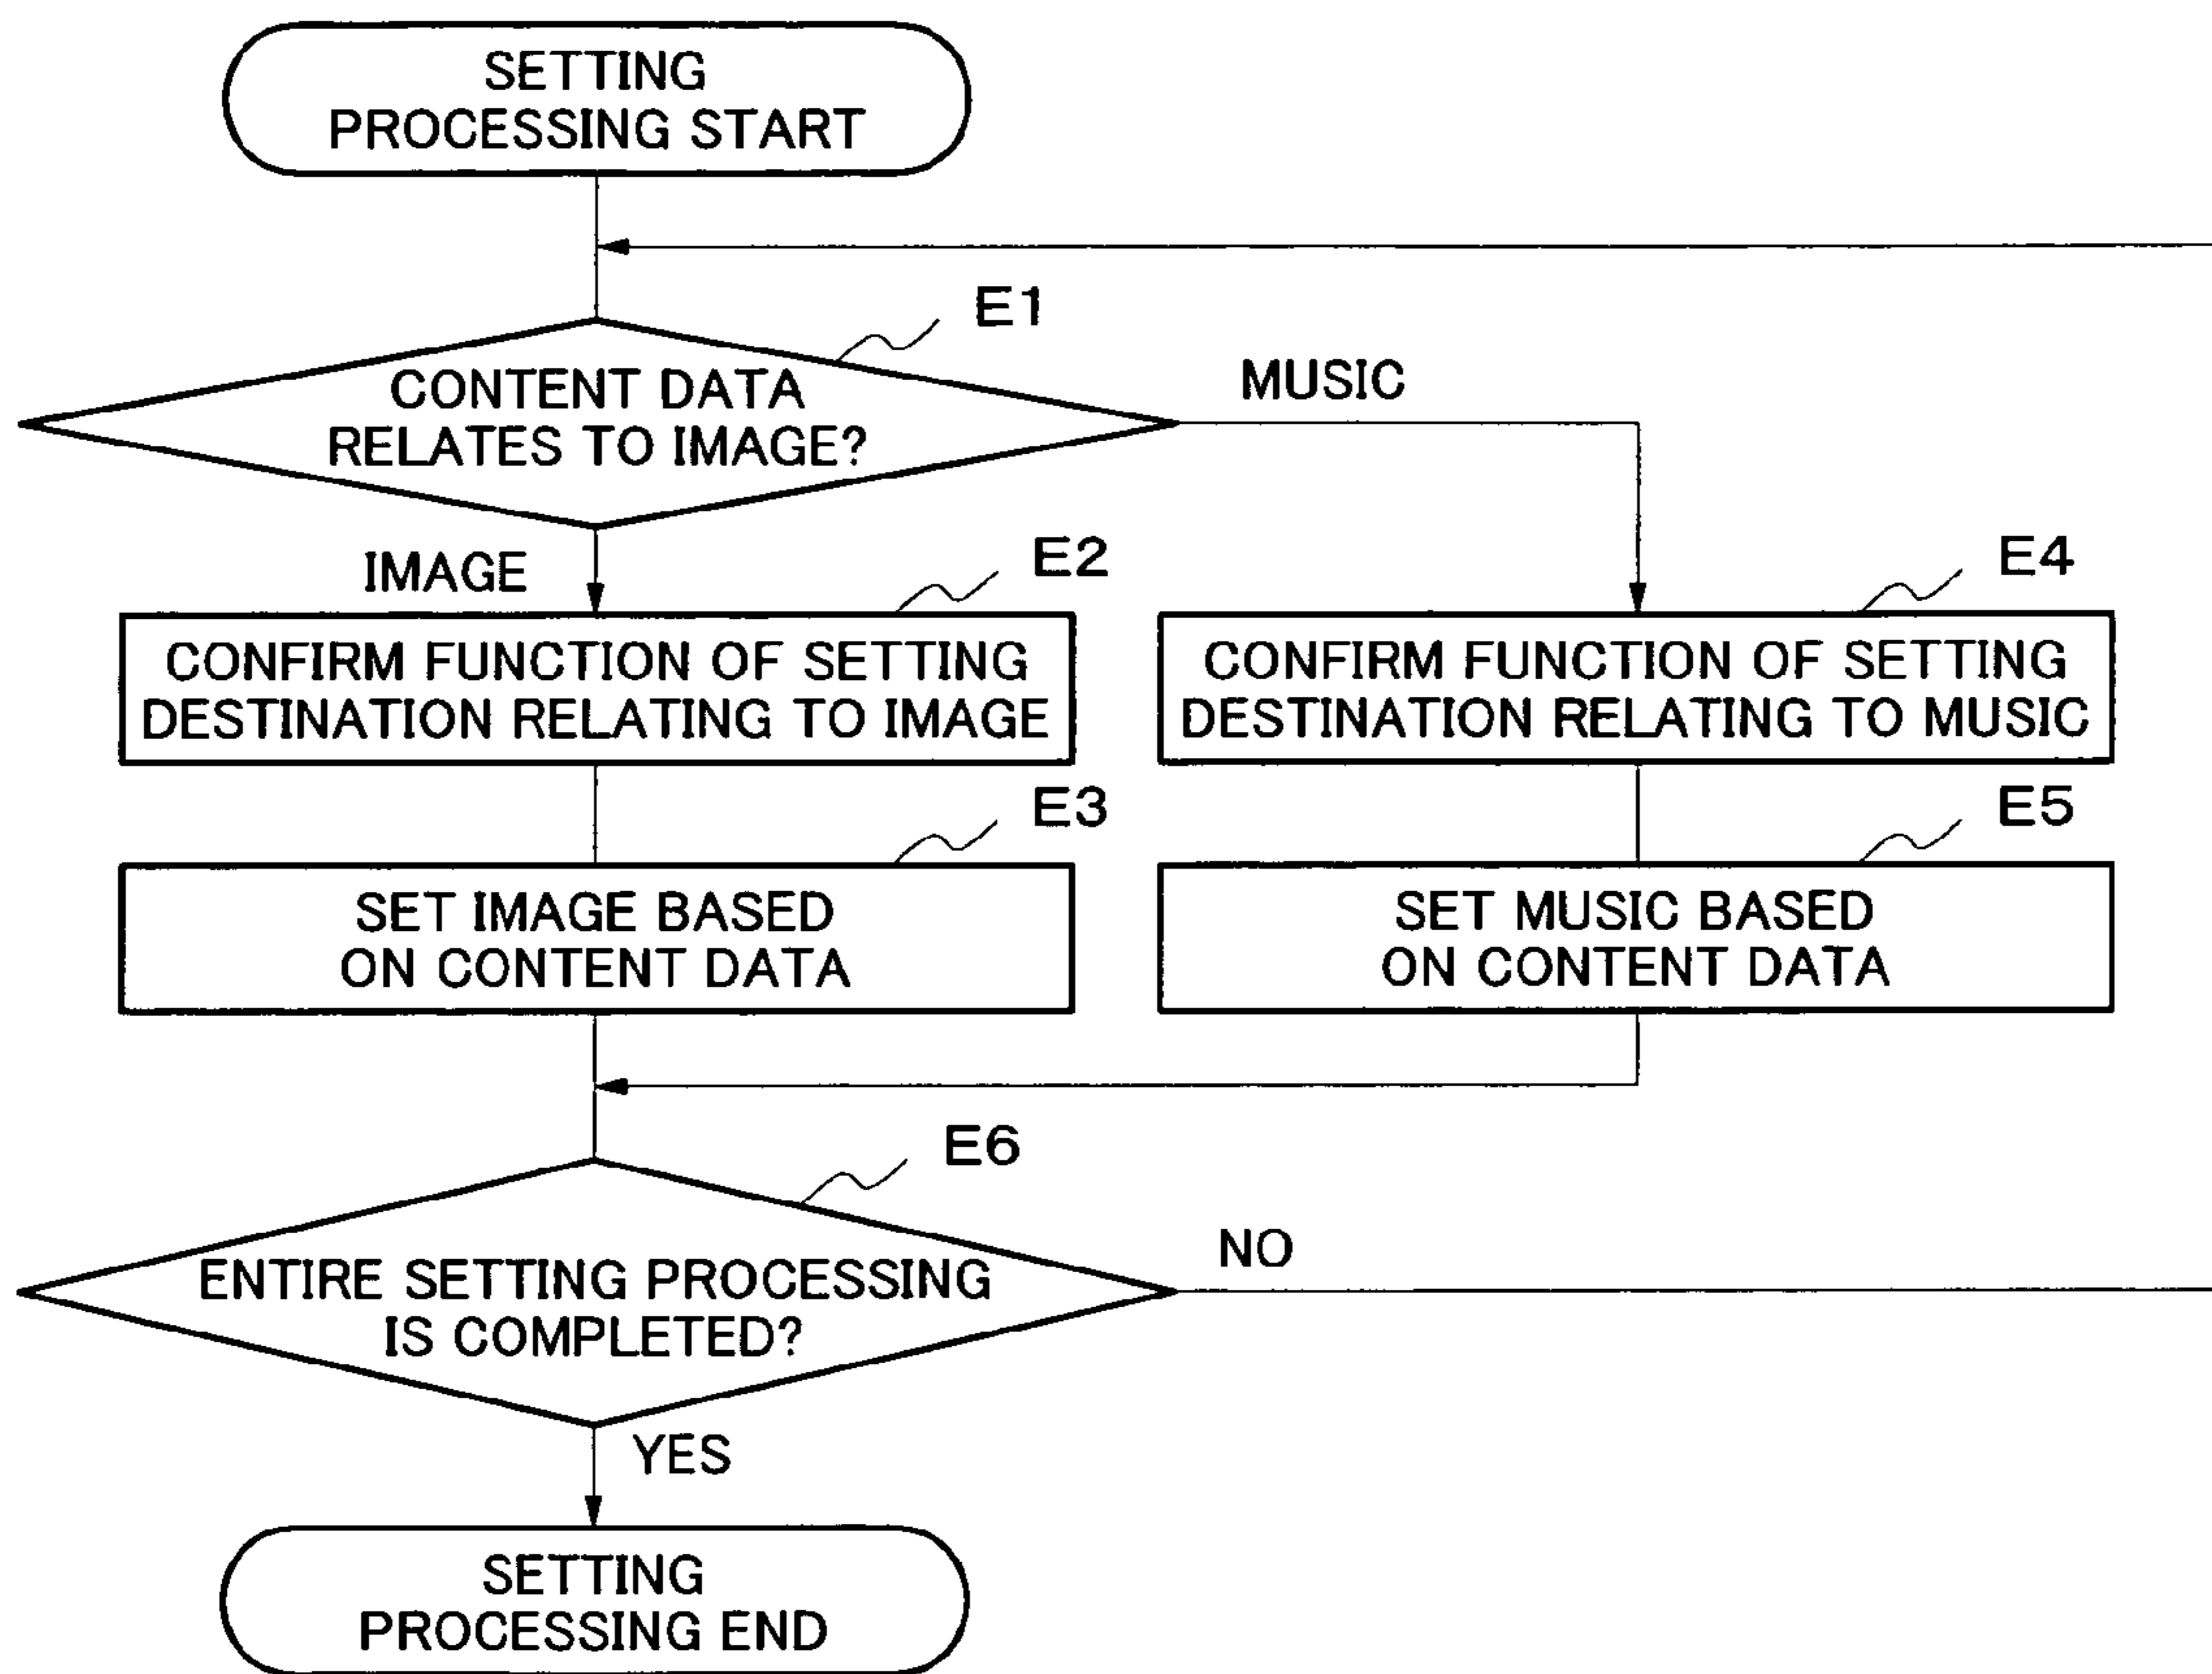 SETTING
PROCESSING START
E1
CONTENT DATA
RELATES TO IMAGE?
MUSIC
IMAGE
E2
CONFIRM FUNCTION OF SETTING
DESTINATION RELATING TO IMAGE
E4
CONFIRM FUNCTION OF SETTING
DESTINATION RELATING TO MUSIC
E3
SET IMAGE BASED
ON CONTENT DATA
E5
SET MUSIC BASED
ON CONTENT DATA
E6
ENTIRE SETTING PROCESSING
IS COMPLETED?
NO
YES
SETTING
PROCESSING END